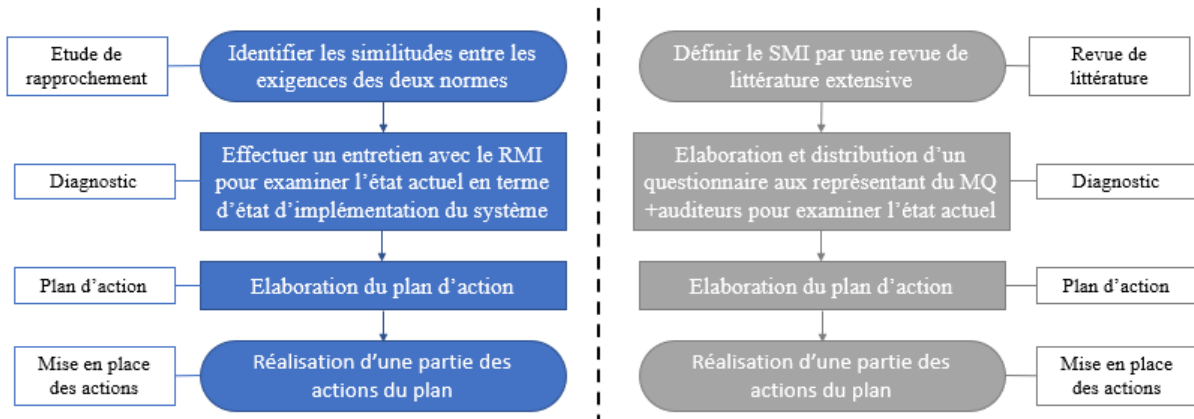 Etude de
rapprochement
Identifier les similitudes entre les
exigences des deux normes
Diagnostic
Effectuer un entretien avec le RMI
pour examiner l’état actuel en terme
d’état d’implémentation du système
Plan d’action
Elaboration du plan d’action
Mise en place
des actions
Réalisation d’une partie des
actions du plan
Définir le SMI par une revue de
littérature extensive
Revue de
littérature
Elaboration et distribution d’un
questionnaire aux représentant du MQ
+auditeurs pour examiner l’état actuel
Diagnostic
Elaboration du plan d’action
Plan d’action
Réalisation d’une partie des
actions du plan
Mise en place
des actions